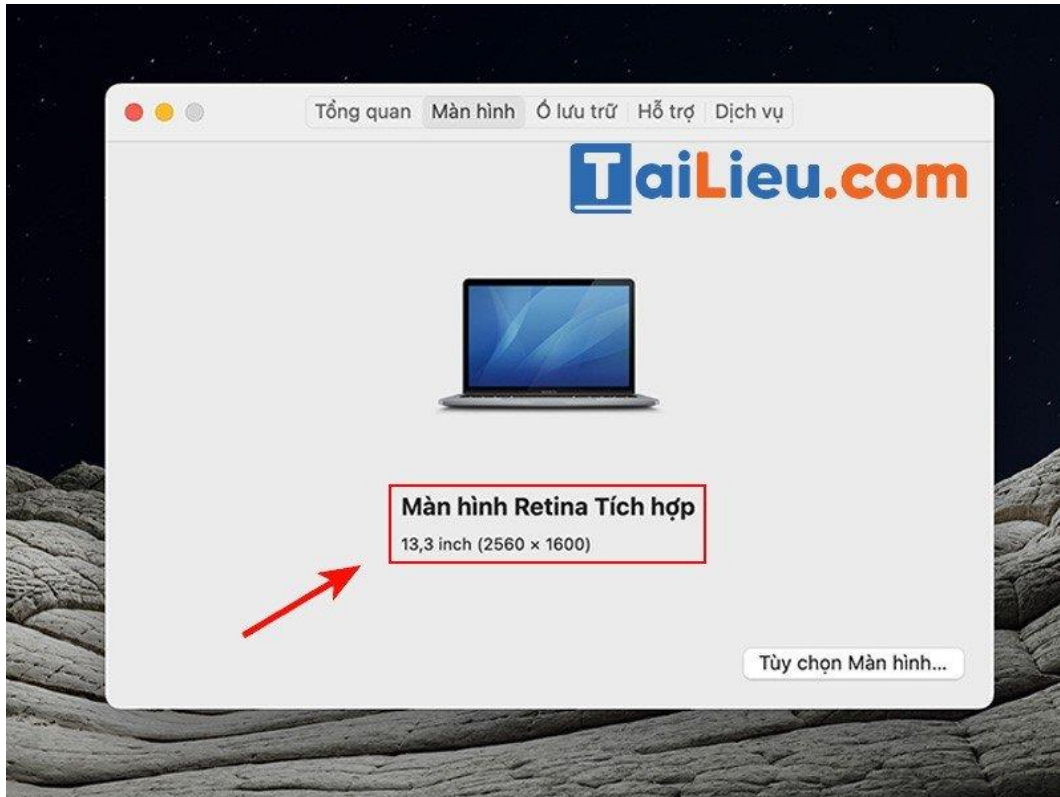 Tổng quan Màn hình Ổ lưu trữ Hỗ trợ Dịch vụ
TaiLieu.com
Màn hình Retina Tích hợp
13,3 inch (2560 × 1600)
Tùy chọn Màn hình...